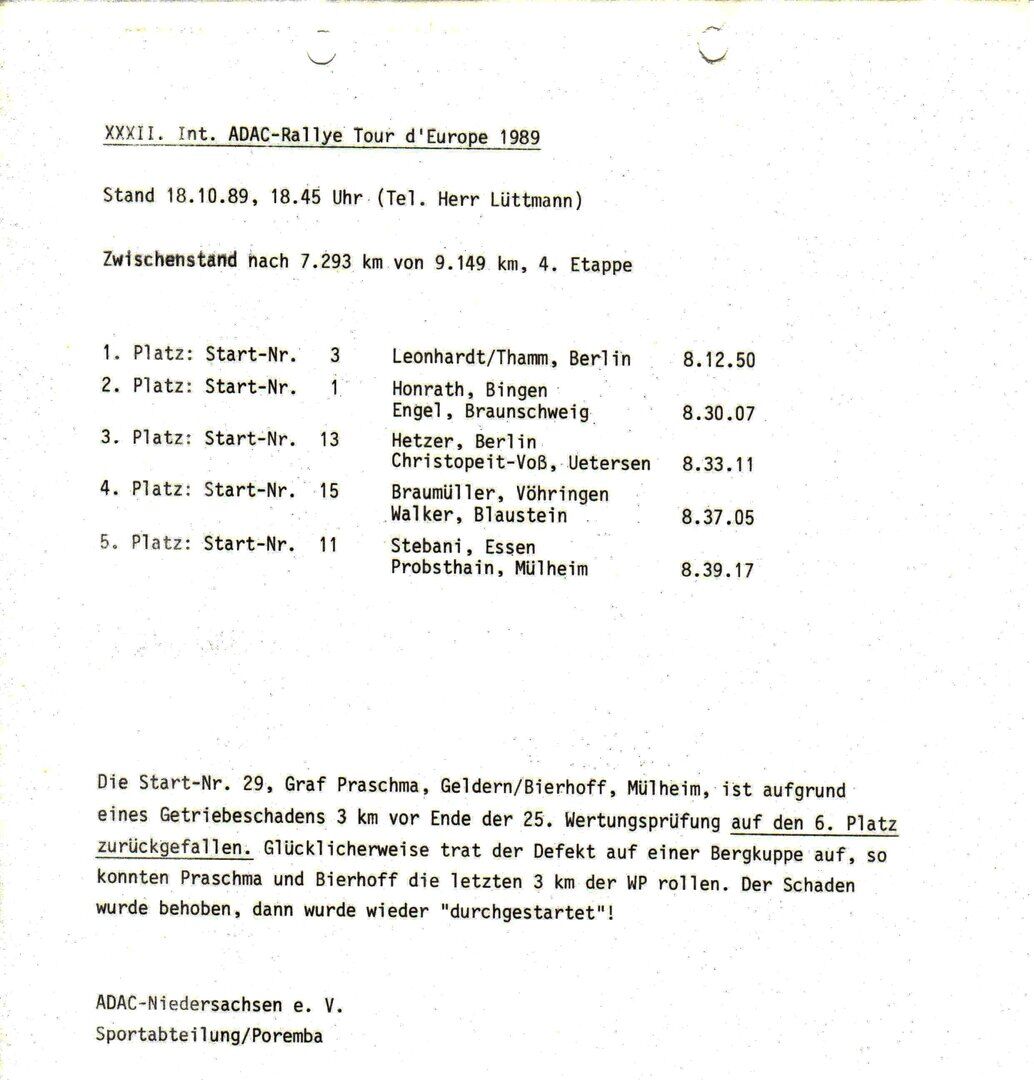 XXXII. Int. ADAC-Rallye Tour d'Europe 1989
Stand 18.10.89, 18.45 Uhr (Tel. Herr Lüttmann)
Zwischenstand nach 7.293 km von 9.149 km, 4. Etappe
1. Platz: Start-Nr. 3 Leonhardt/Thamm, Berlin 8.12.50
2. Platz: Start-Nr. 1 Honrath, Bingen
Engel, Braunschweig 8.30.07
3. Platz: Start-Nr. 13 Hetzer, Berlin
Christopeit-Voß, Uetersen 8.33.11
4. Platz: Start-Nr. 15 Braumüller, Vöhringen
Walker, Blaustein 8.37.05
5. Platz: Start-Nr. 11 Stebani, Essen
Probsthain, Mülheim 8.39.17
Die Start-Nr. 29, Graf Praschma, Geldern/Bierhoff, Mülheim, ist aufgrund
eines Getriebeschadens 3 km vor Ende der 25. Wertungsprüfung auf den 6. Platz
zurückgefallen. Glücklicherweise trat der Defekt auf einer Bergkuppe auf, so
konnten Praschma und Bierhoff die letzten 3 km der WP rollen. Der Schaden
wurde behoben, dann wurde wieder "durchgestartet"!
ADAC-Niedersachsen e. V.
Sportabteilung/Poremba